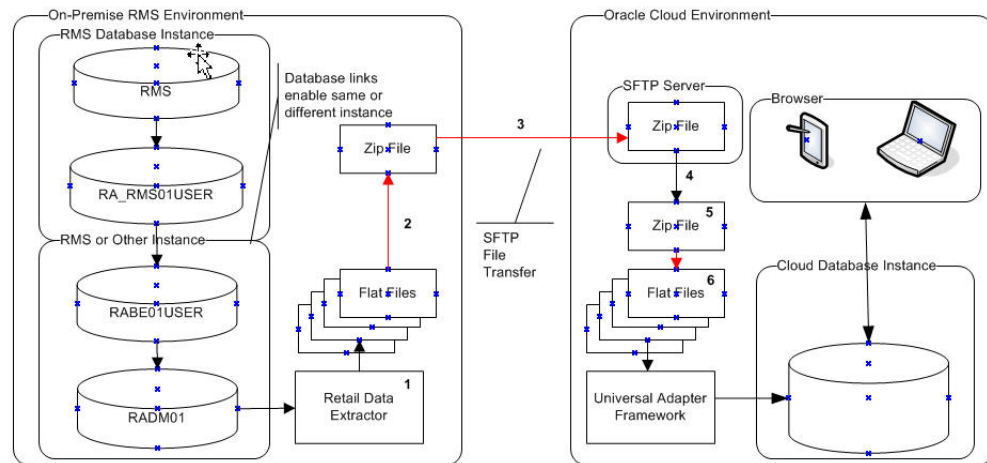 On-Premise RMS Environment
RMS Database Instance
RMS
RA_RMS01USER
Database links
enable same or
different instance
RMS or Other Instance
RABE01USER
RADM01
Retail Data
Extractor
1
Flat Files
2
Zip File
3
SFTP
File
Transfer
Oracle Cloud Environment
SFTP Server
Zip File
4
Zip File
5
Flat Files
6
Universal Adapter
Framework
Browser
Cloud Database Instance